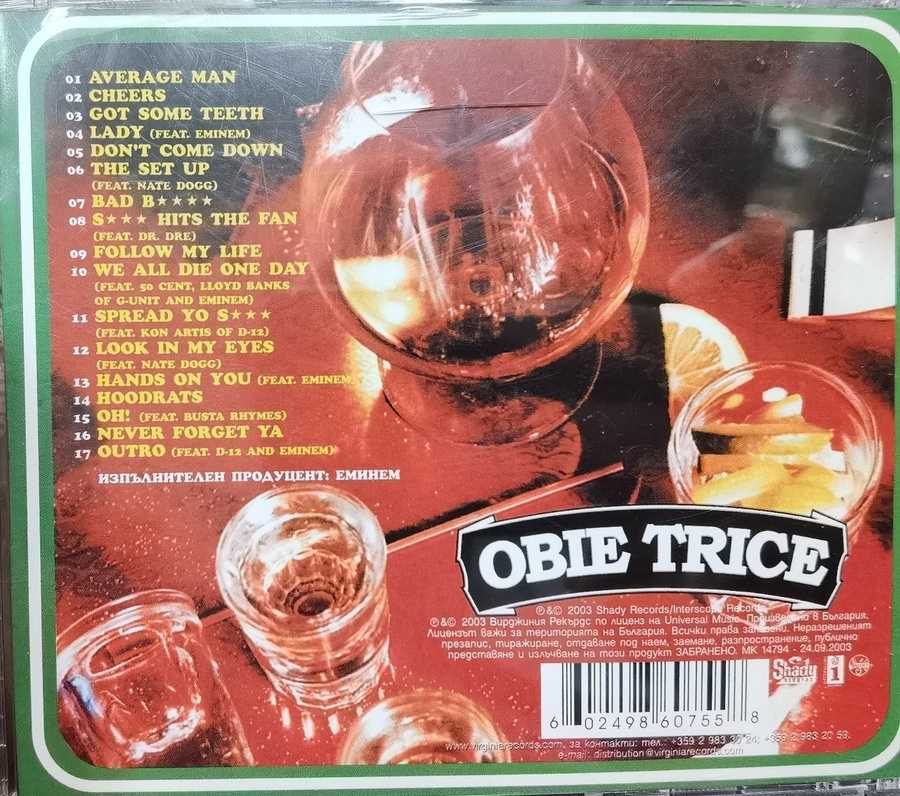 01 AVERAGE MAN
02 CHEERS
03 GOT SOME TEETH
04 LADY (FEAT. EMINEM)
05 DON'T COME DOWN
06 THE SET UP
(FEAT. NATE DOGG)
07 BAD B★★★★
08 S★★★ HITS THE FAN
(FEAT. DR. DRE)
09 FOLLOW MY LIFE
10 WE ALL DIE ONE DAY
(FEAT. 50 CENT, LLOYD BANKS
OF G-UNIT AND EMINEM)
11 SPREAD YO S★★★
(FEAT. KON ARTIS OF D-12)
12 LOOK IN MY EYES
(FEAT. NATE DOGG)
13 HANDS ON YOU (FEAT. EMINEM)
14 HOODRATS
15 OH! (FEAT. BUSTA RHYMES)
16 NEVER FORGET YA
17 OUTRO (FEAT. D-12 AND EMINEM)
ИЗПЪЛНИТЕЛЕН ПРОДУЦЕНТ: ЕМИНЕМ
OBIE TRICE
℗&© 2003 Shady Records/Interscope Records
℗&© 2003 Вирджиния Рекърдс по лиценз на Universal Music. Произведено в България.
Лицензът важи за територията на България. Всички права запазени. Неразрешеният
презапис, тиражиране, отдаване под наем, заемане, разпространение, публично
представяне и излъчване на този продукт ЗАБРАНЕНО. МК 14794 - 24.09.2003
Shady
RECORDS
6 02498 60755 8
www.virginiarecords.com, за контакти: тел.: +359 2 983 30 24; +359 2 983 20 59.
e-mail: distribution@virginiarecords.com